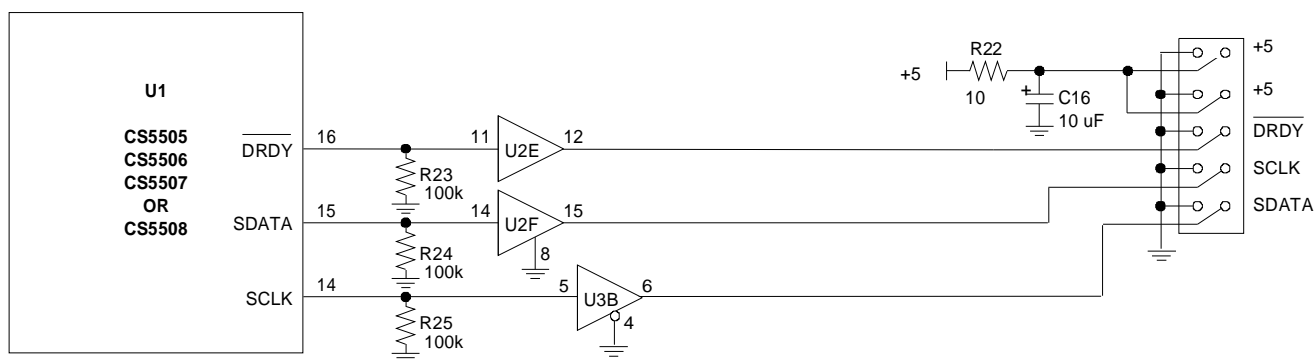 U1
CS5505
CS5506
CS5507
OR
CS5508
DRDY
16
11
U2E
12
R23
100k
SDATA
15
14
U2F
15
8
R24
100k
SCLK
14
5
U3B
6
4
R25
100k
+5
R22
10
+
C16
10 uF
+5
+5
DRDY
SCLK
SDATA